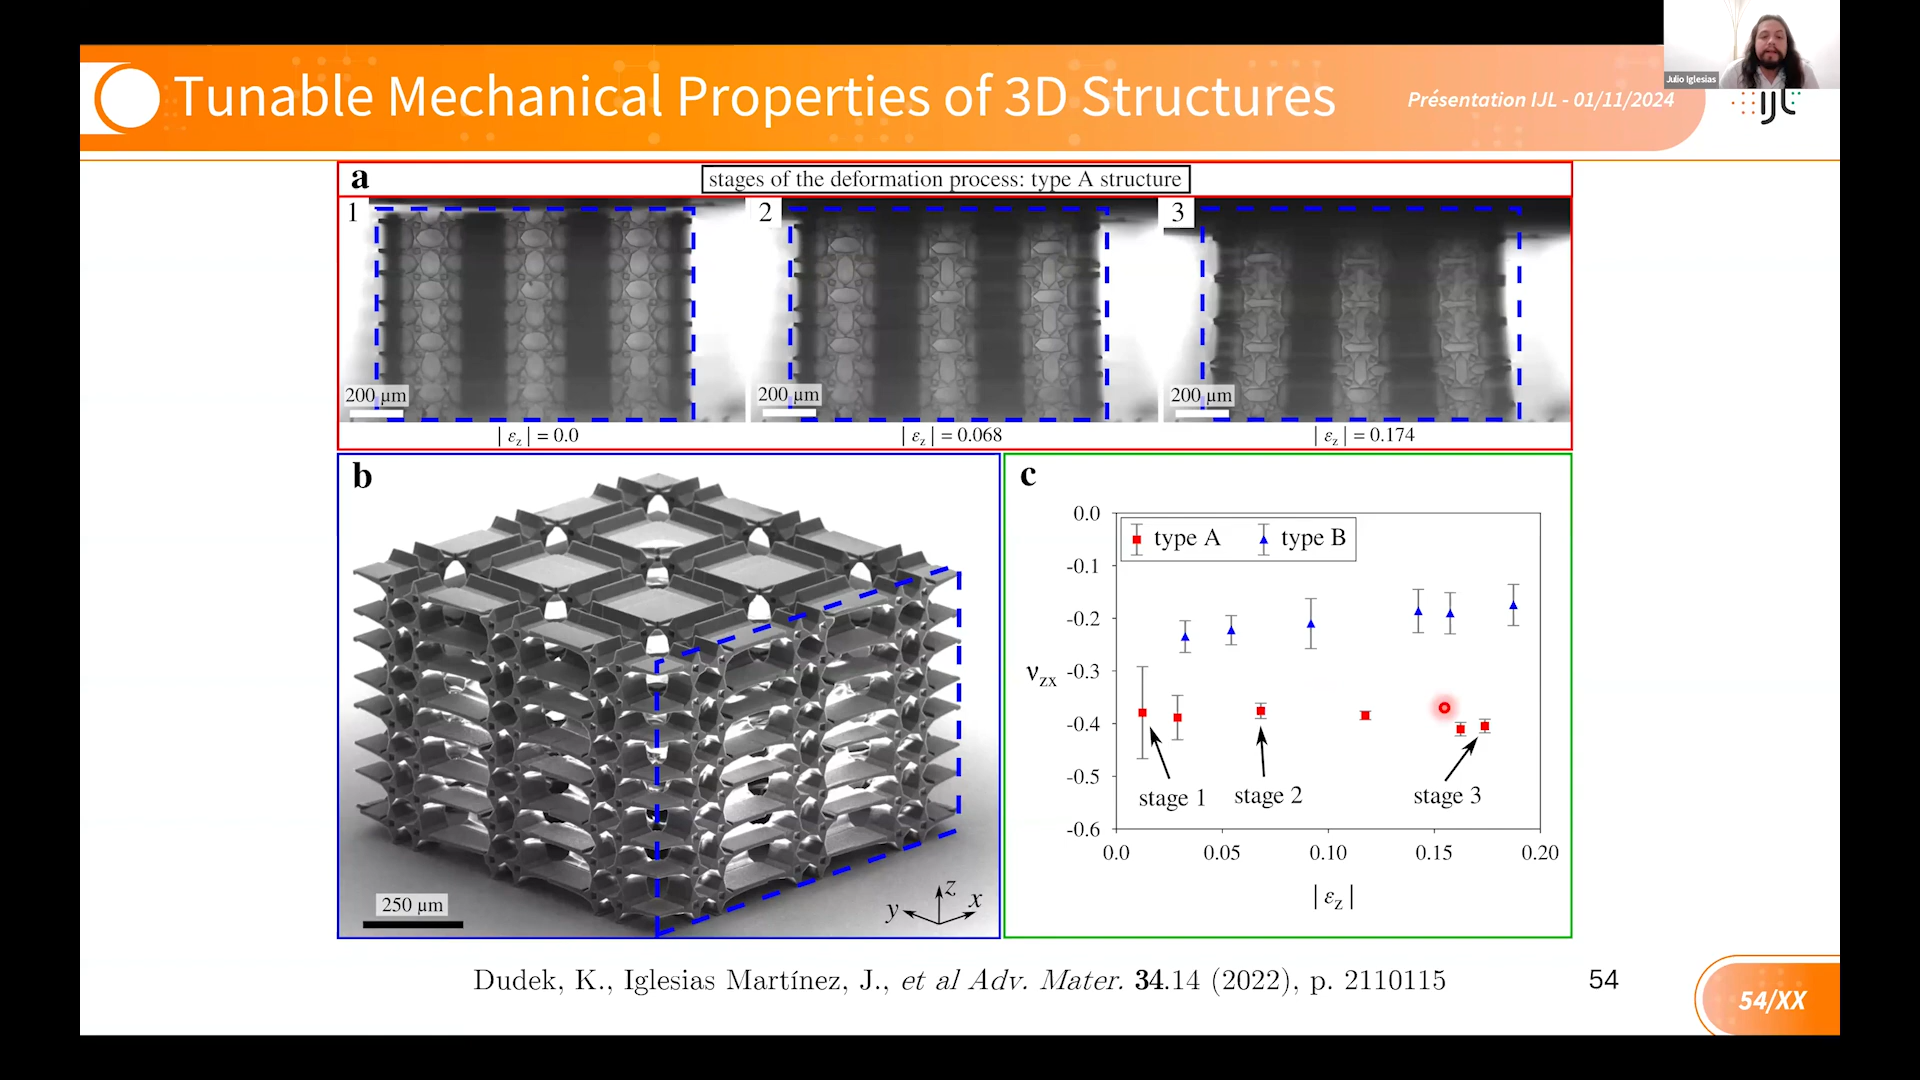 Tunable Mechanical Properties of 3D Structures
Présentation IJL - 01/11/2024
Julio Iglesias
ijL
a
stages of the deformation process: type A structure
1
2
3
200 µm
200 µm
200 µm
| εz | = 0.0
| εz | = 0.068
| εz | = 0.174
b
250 µm
z
y
x
c
0.0
-0.1
-0.2
-0.3
-0.4
-0.5
-0.6
νzx
type A
type B
stage 1
stage 2
stage 3
0.0
0.05
0.10
0.15
0.20
| εz |
Dudek, K., Iglesias Martínez, J., et al Adv. Mater. 34.14 (2022), p. 2110115
54
54/XX